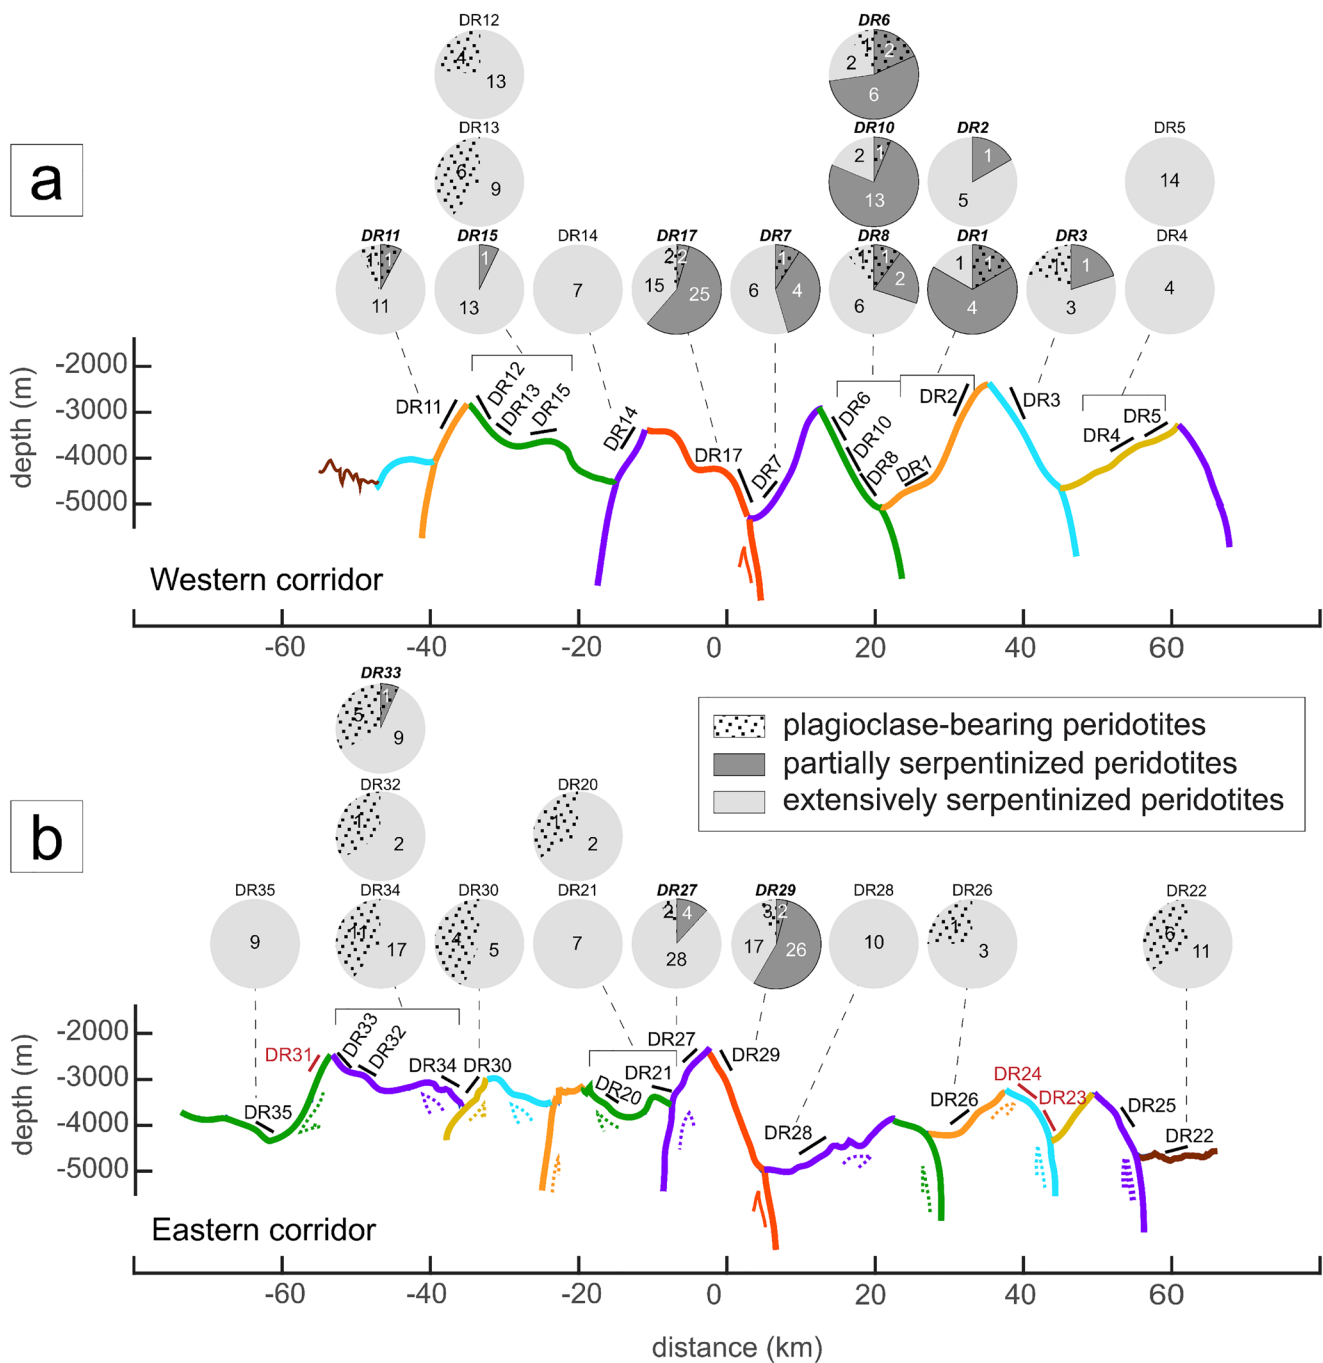 DR12
4
13
DR6
1
2
2
6
a
DR13
6
9
DR10
2
1
13
DR2
1
5
DR5
14
DR11
1
1
11
DR15
1
13
DR14
7
DR17
2
2
15
25
DR7
1
6
4
DR8
1
1
2
6
DR1
1
1
4
DR3
1
1
3
DR4
4
depth (m)
-2000
-3000
-4000
-5000
DR11
DR12
DR13
DR15
DR14
DR17
DR7
DR6
DR10
DR8
DR1
DR2
DR3
DR4
DR5
Western corridor
-60
-40
-20
0
20
40
60
DR33
5
1
9
plagioclase-bearing peridotites
partially serpentinized peridotites
extensively serpentinized peridotites
b
DR32
1
2
DR20
1
2
DR35
9
DR34
11
17
DR30
4
5
DR21
7
DR27
2
4
28
DR29
3
2
17
26
DR28
10
DR26
1
3
DR22
6
11
depth (m)
-2000
-3000
-4000
-5000
DR31
DR35
DR33
DR32
DR34
DR30
DR20
DR21
DR27
DR29
DR28
DR26
DR24
DR23
DR25
DR22
Eastern corridor
-60
-40
-20
0
20
40
60
distance (km)